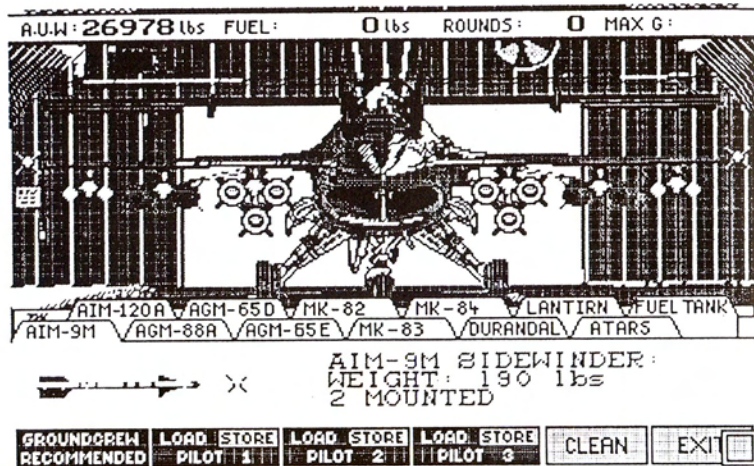 A.U.W: 26978 lbs FUEL: 0 lbs ROUNDS: 0 MAX G:
AIM-120A AGM-65D MK-82 MK-84 LANTIRN FUEL TANK
AIM-9M AGM-88A AGM-65E MK-83 DURANDAL ATARS
AIM-9M SIDEWINDER:
WEIGHT: 190 lbs
2 MOUNTED
GROUNDCREW RECOMMENDED LOAD STORE PILOT 1 LOAD STORE PILOT 2 LOAD STORE PILOT 3 CLEAN EXIT